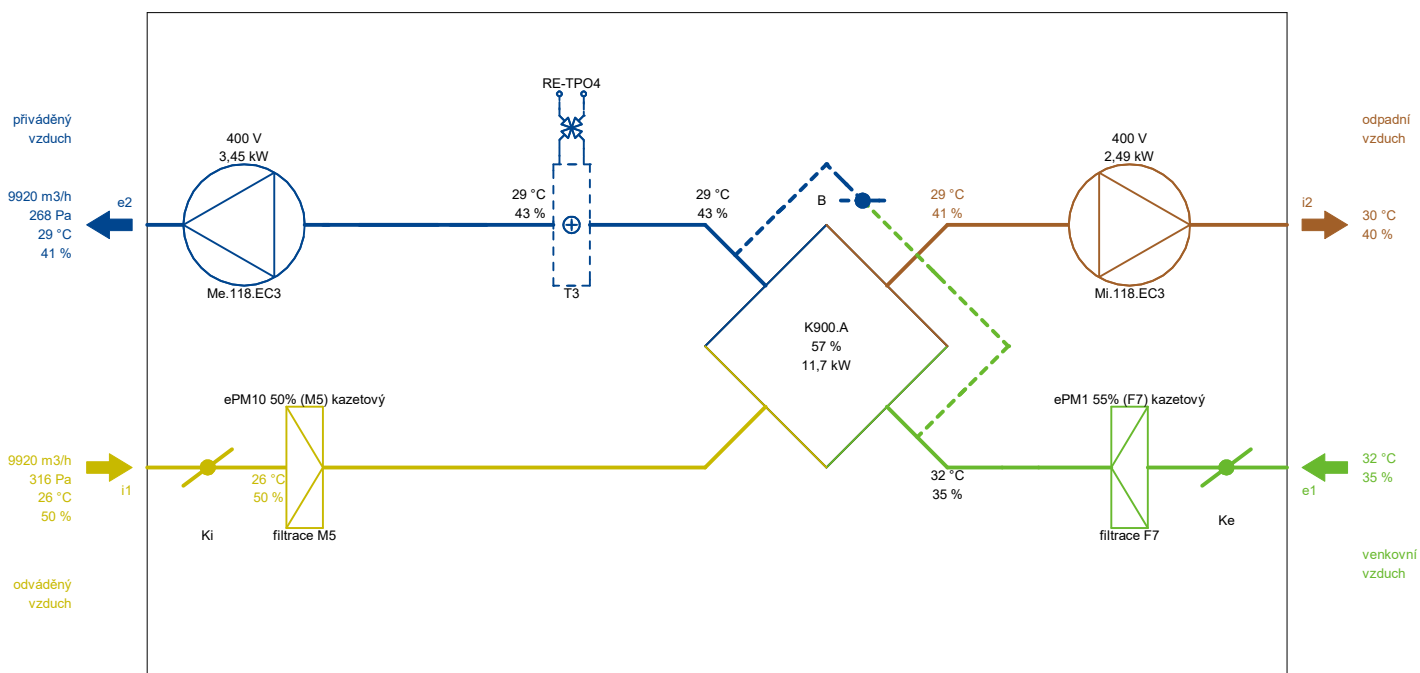 RE-TPO4
přiváděný
vzduch
400 V
3,45 kW
400 V
2,49 kW
odpadní
vzduch
9920 m3/h
268 Pa
29 °C
41 %
e2
29 °C
43 %
29 °C
43 %
B
29 °C
41 %
i2
30 °C
40 %
Me.118.EC3
T3
Mi.118.EC3
K900.A
57 %
11,7 kW
ePM10 50% (M5) kazetový
ePM1 55% (F7) kazetový
9920 m3/h
316 Pa
26 °C
50 %
i1
26 °C
50 %
32 °C
35 %
32 °C
35 %
e1
Ki
filtrace M5
filtrace F7
Ke
odváděný
vzduch
venkovní
vzduch